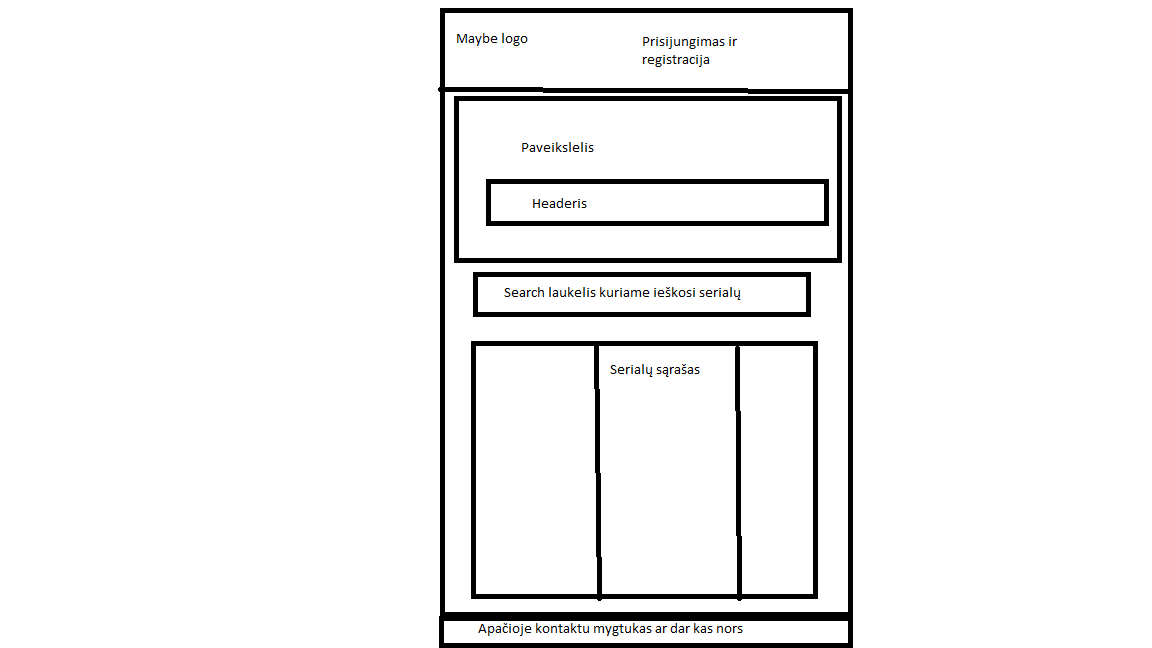 Maybe logo
Prisijungimas ir
registracija
Paveikslelis
Headeris
Search laukelis kuriame ieškosi serialų
Serialų sąrašas
Apačioje kontaktu mygtukas ar dar kas nors